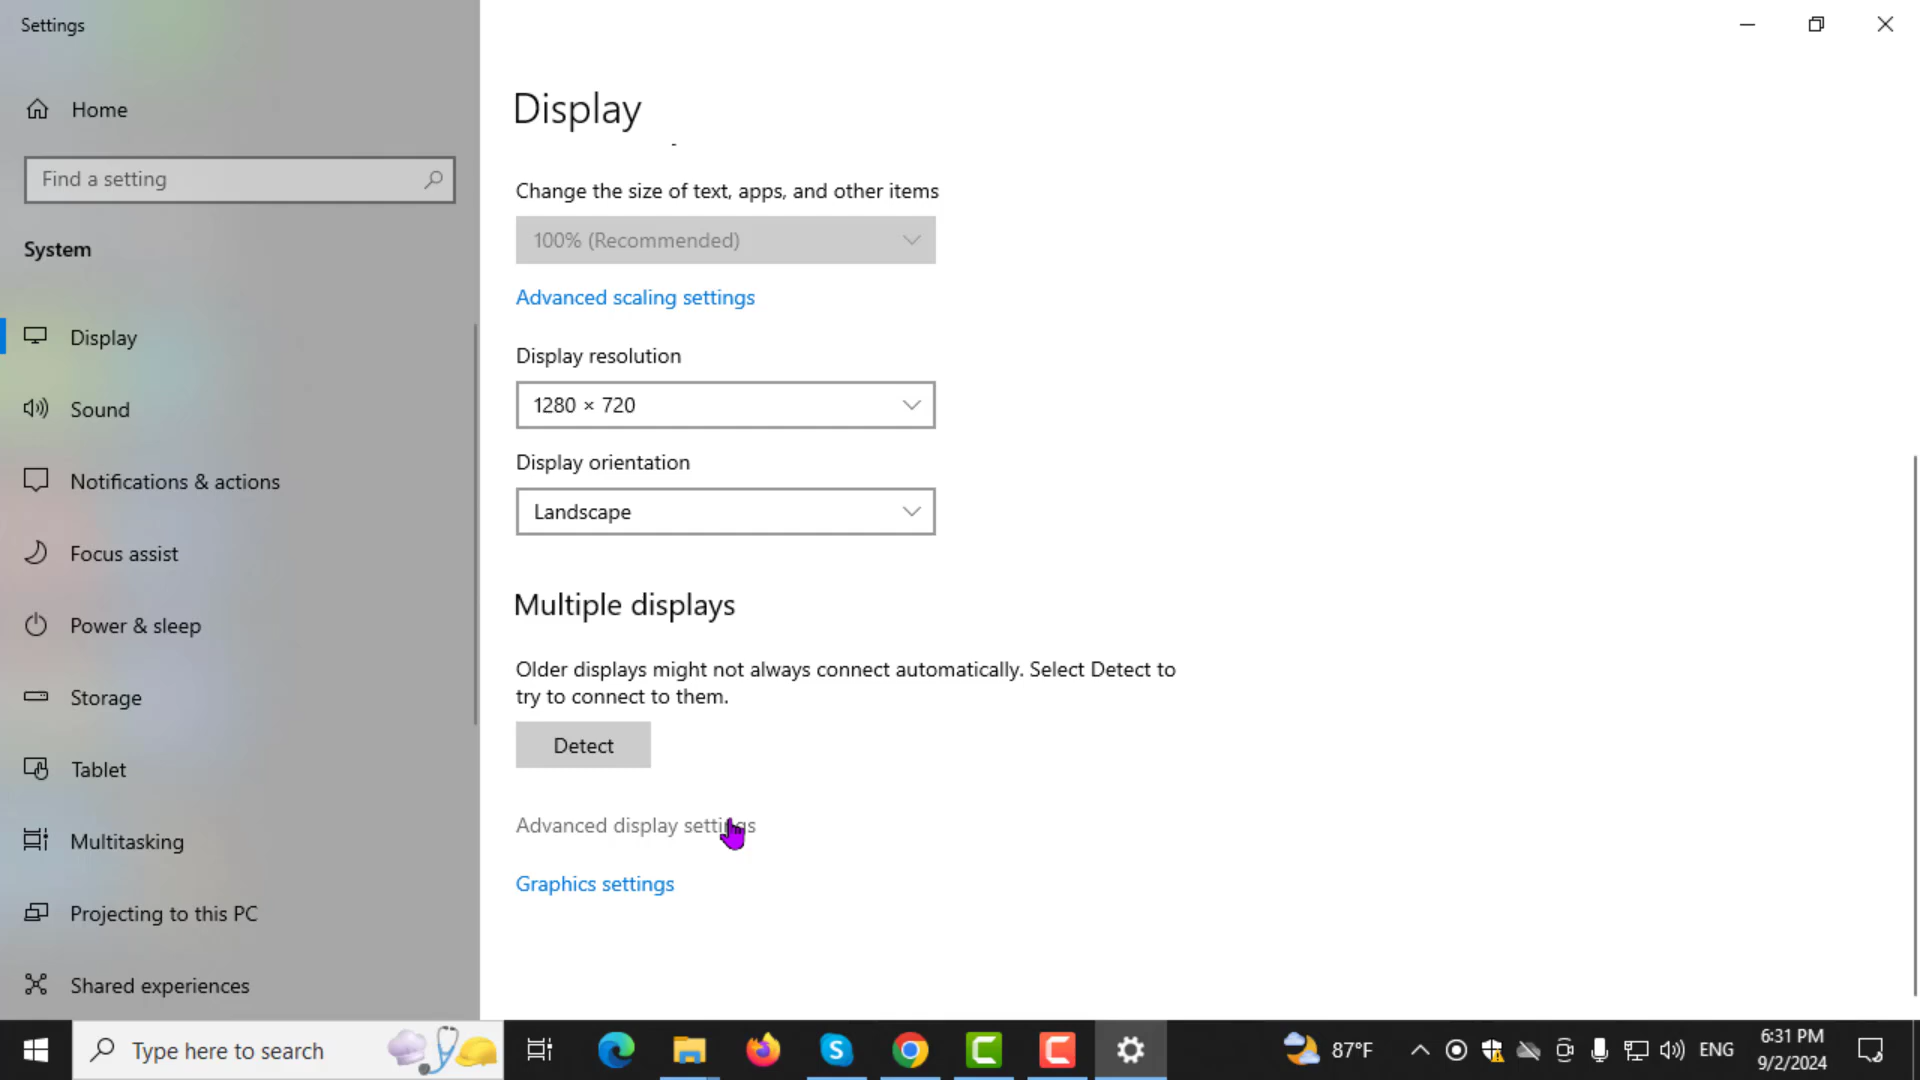 Settings
Home
Find a setting
System
Display
Sound
Notifications & actions
Focus assist
Power & sleep
Storage
Tablet
Multitasking
Projecting to this PC
Shared experiences
Display
Change the size of text, apps, and other items
100% (Recommended)
Advanced scaling settings
Display resolution
1280 × 720
Display orientation
Landscape
Multiple displays
Older displays might not always connect automatically. Select Detect to
try to connect to them.
Detect
Advanced display settings
Graphics settings
Type here to search
87°F
ENG
6:31 PM
9/2/2024